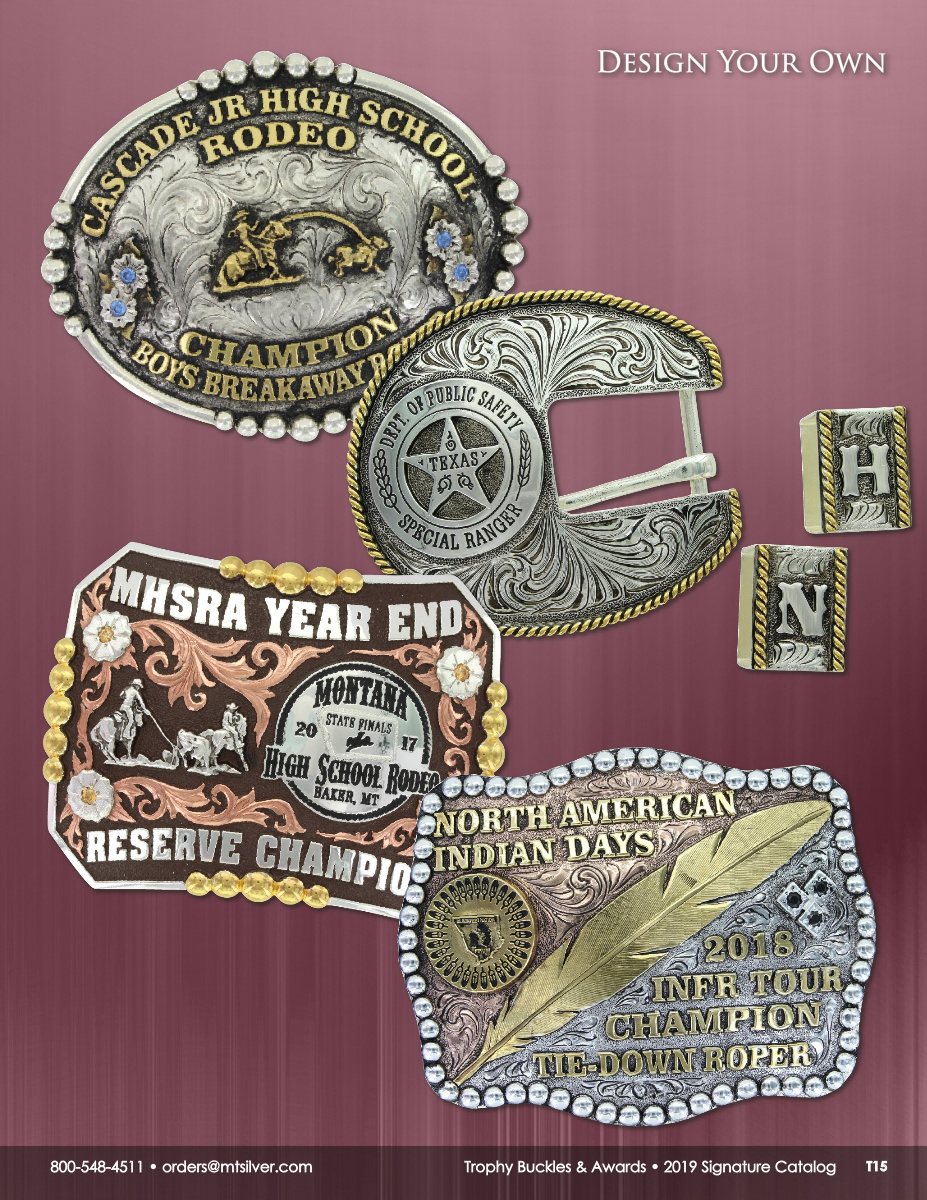 DESIGN YOUR OWN
CASCADE JR HIGH SCHOOL
RODEO
CHAMPION
BOYS BREAKAWAY
DEPT. OF PUBLIC SAFETY
TEXAS
SPECIAL RANGER
H
N
MHSRA YEAR END
MONTANA
STATE FINALS
20 17
HIGH SCHOOL RODEO
BAKER, MT
RESERVE CHAMPIO
NORTH AMERICAN
INDIAN DAYS
2018
INFR TOUR
CHAMPION
TIE-DOWN ROPER
800-548-4511 • orders@mtsilver.com
Trophy Buckles & Awards • 2019 Signature Catalog T15